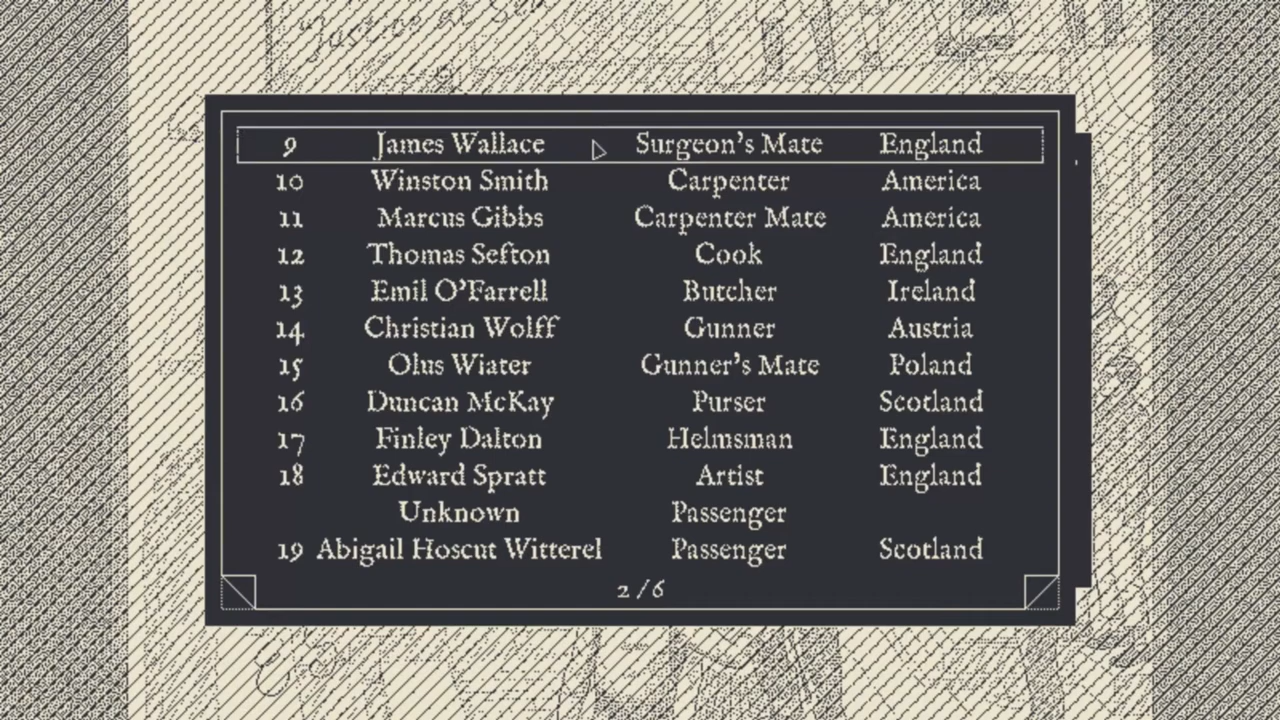 Justice at Sea
9 James Wallace Surgeon's Mate England
10 Winston Smith Carpenter America
11 Marcus Gibbs Carpenter Mate America
12 Thomas Sefton Cook England
13 Emil O'Farrell Butcher Ireland
14 Christian Wolff Gunner Austria
15 Olus Wiater Gunner's Mate Poland
16 Duncan McKay Purser Scotland
17 Finley Dalton Helmsman England
18 Edward Spratt Artist England
Unknown Passenger
19 Abigail Hoscut Witterel Passenger Scotland
2/6